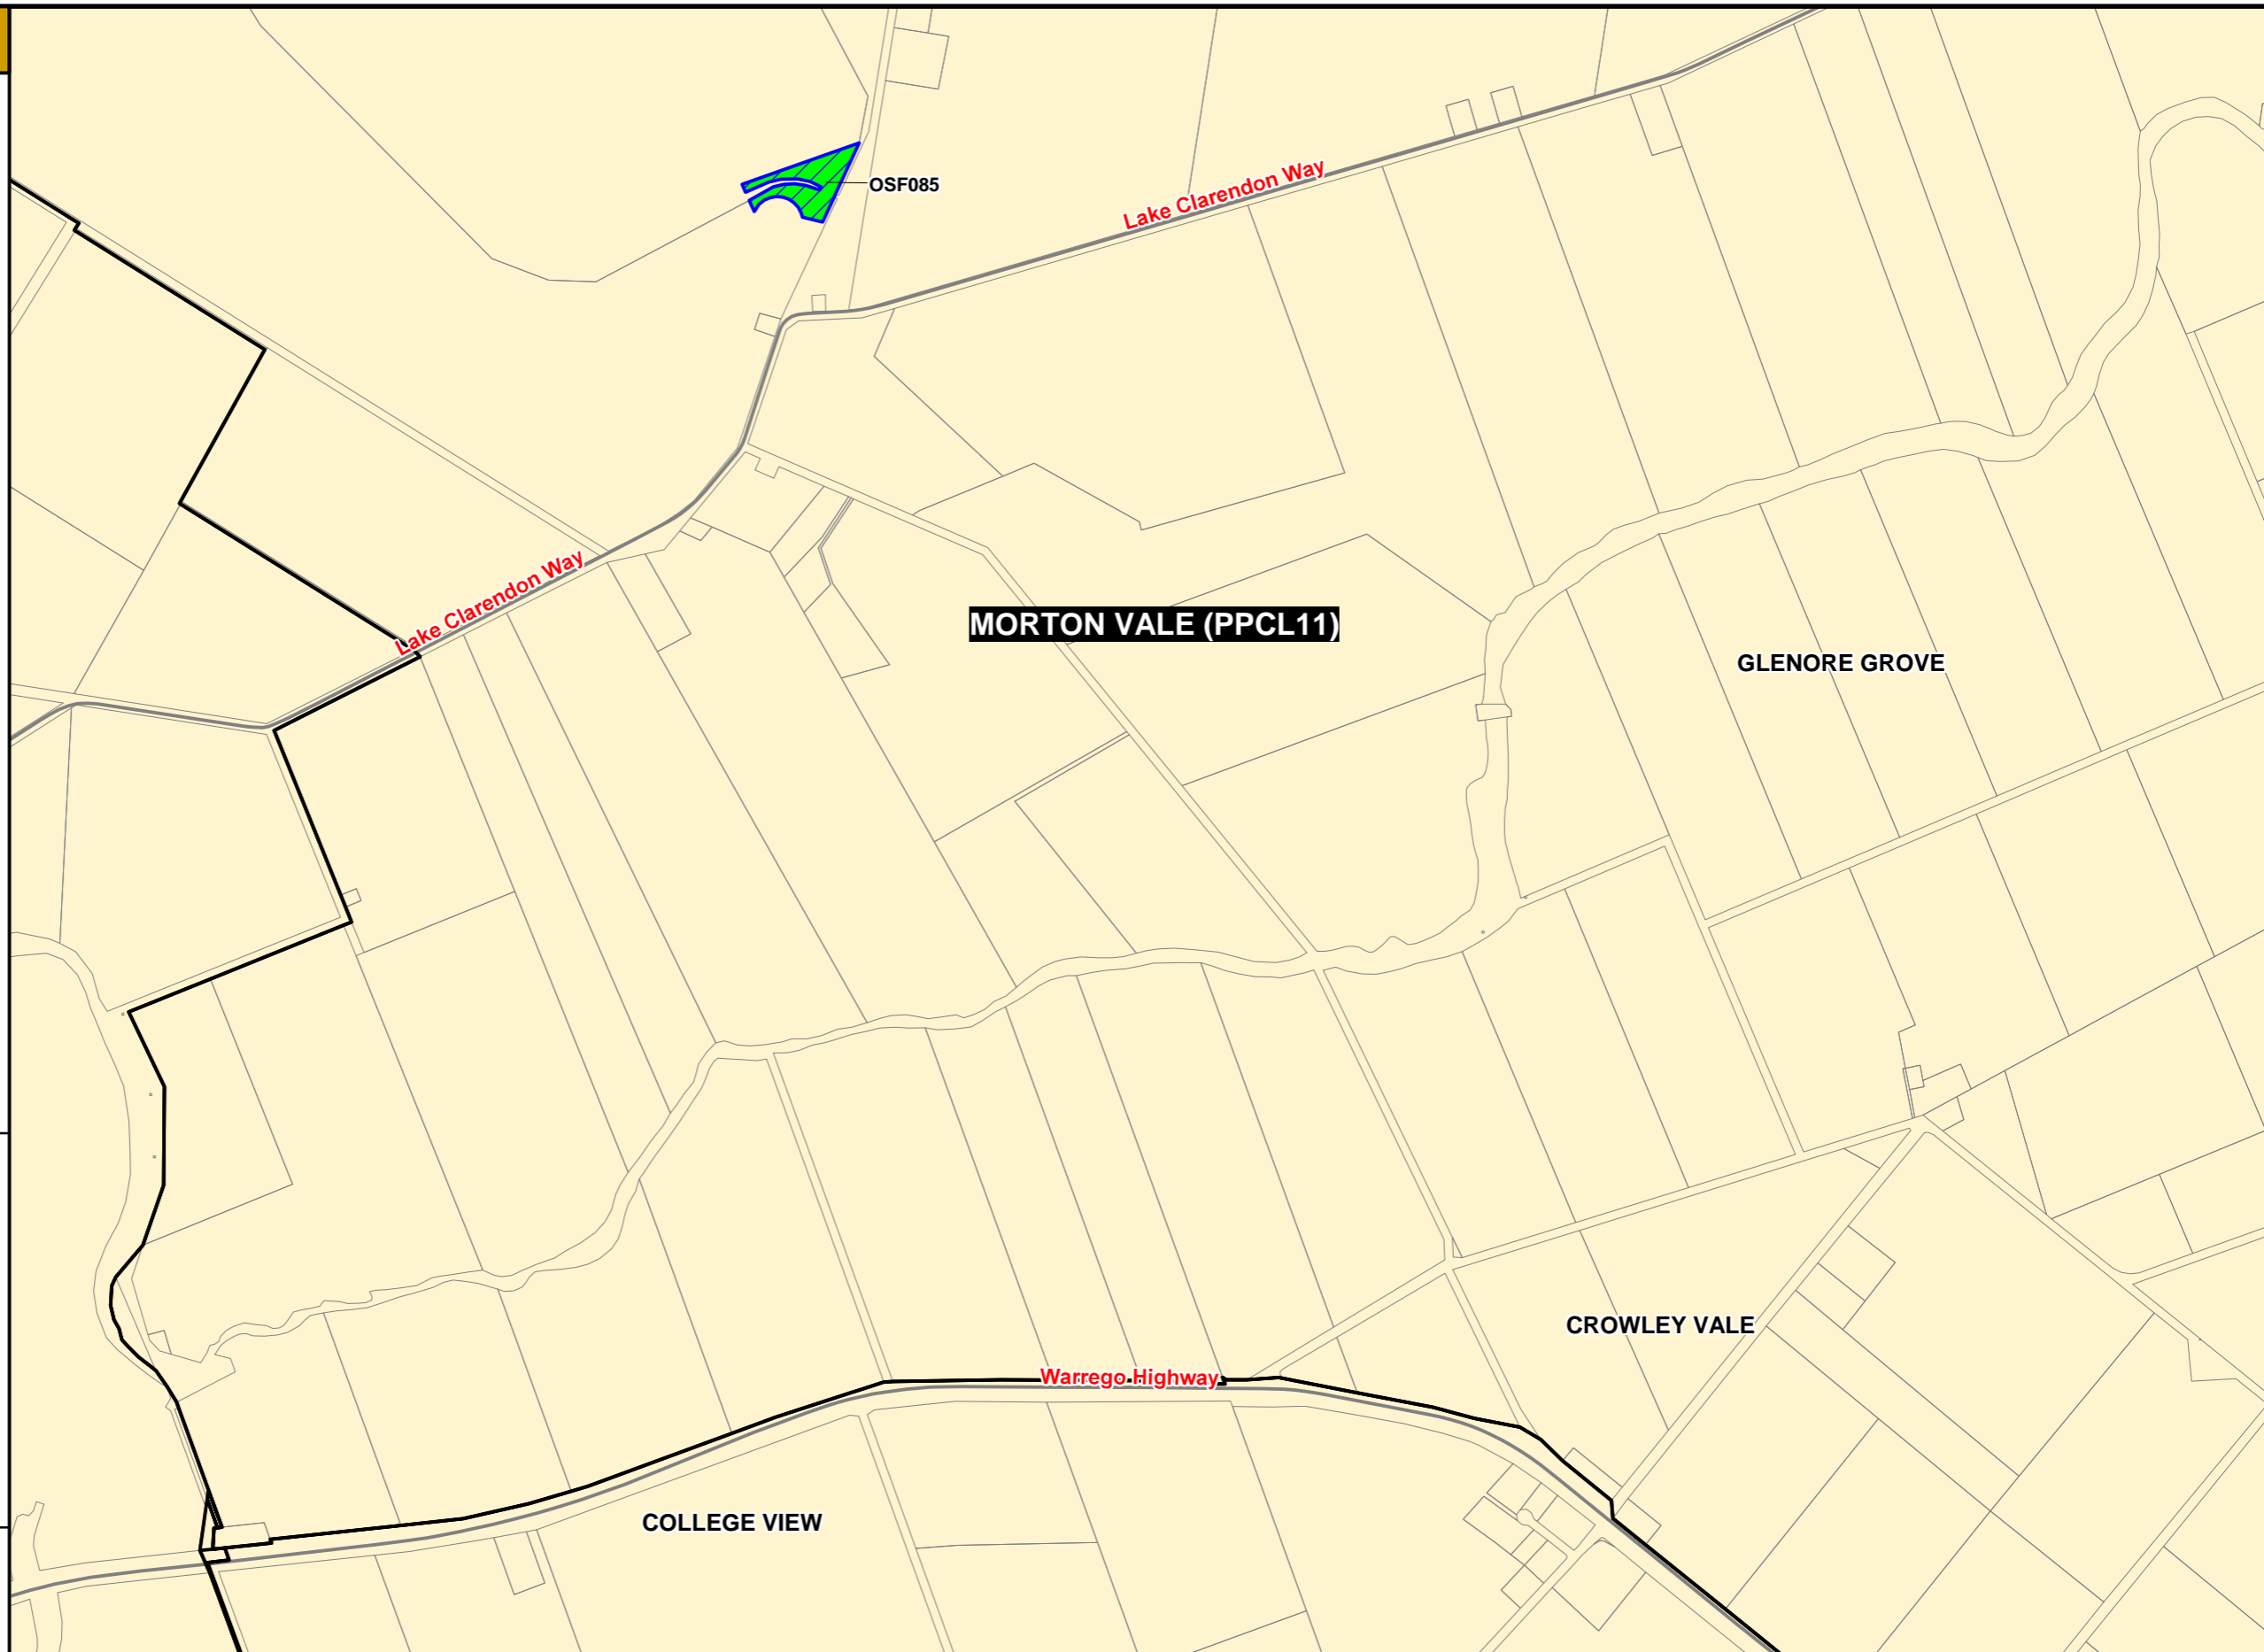 OSF085
Lake Clarendon Way
Lake Clarendon Way
MORTON VALE (PPCL11)
GLENORE GROVE
CROWLEY VALE
Warrego Highway
COLLEGE VIEW